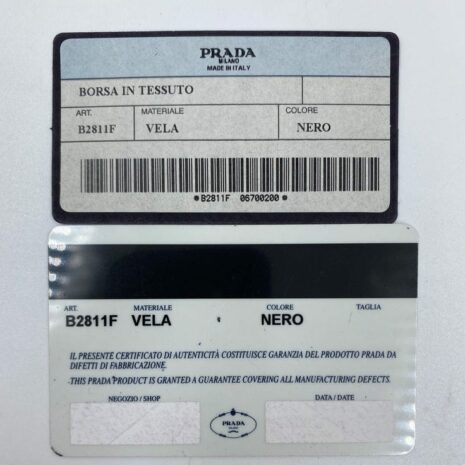 PRADA
MILANO
MADE IN ITALY
BORSA IN TESSUTO
ART. MATERIALE COLORE
B2811F VELA NERO
*B2811F 06700200*
ART. MATERIALE COLORE TAGLIA
B2811F VELA NERO
IL PRESENTE CERTIFICATO DI AUTENTICITÀ COSTITUISCE GARANZIA DEL PRODOTTO PRADA DA
DIFETTI DI FABBRICAZIONE.
THIS PRADA PRODUCT IS GRANTED A GUARANTEE COVERING ALL MANUFACTURING DEFECTS.
NEGOZIO / SHOP DATA / DATE
PRADA
MILANO